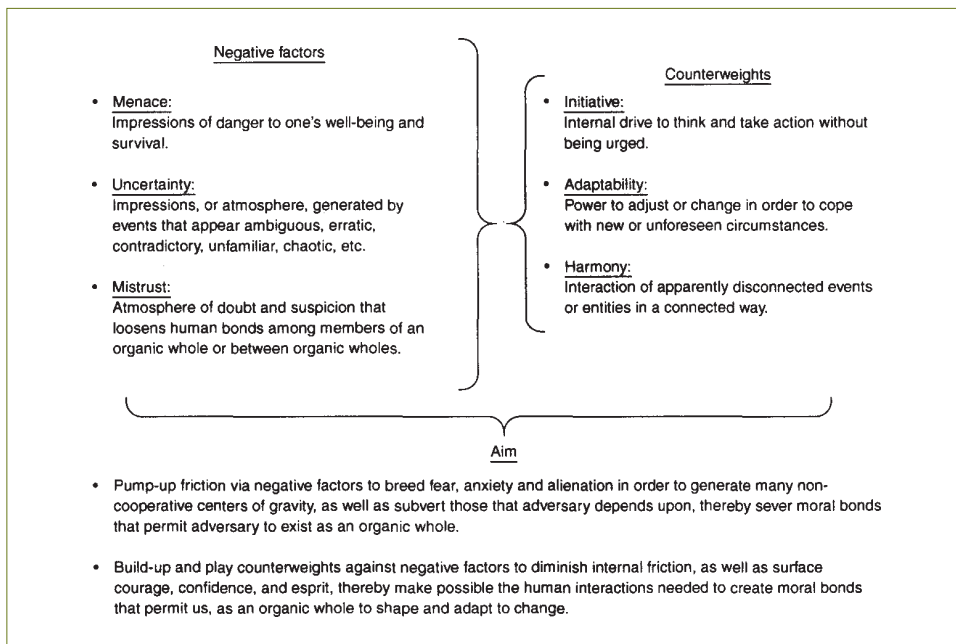 Negative factors
• Menace:
Impressions of danger to one's well-being and
survival.
• Uncertainty:
Impressions, or atmosphere, generated by
events that appear ambiguous, erratic,
contradictory, unfamiliar, chaotic, etc.
• Mistrust:
Atmosphere of doubt and suspicion that
loosens human bonds among members of an
organic whole or between organic wholes.
Counterweights
• Initiative:
Internal drive to think and take action without
being urged.
• Adaptability:
Power to adjust or change in order to cope
with new or unforeseen circumstances.
• Harmony:
Interaction of apparently disconnected events
or entities in a connected way.
Aim
• Pump-up friction via negative factors to breed fear, anxiety and alienation in order to generate many non-
cooperative centers of gravity, as well as subvert those that adversary depends upon, thereby sever moral bonds
that permit adversary to exist as an organic whole.
• Build-up and play counterweights against negative factors to diminish internal friction, as well as surface
courage, confidence, and esprit, thereby make possible the human interactions needed to create moral bonds
that permit us, as an organic whole to shape and adapt to change.